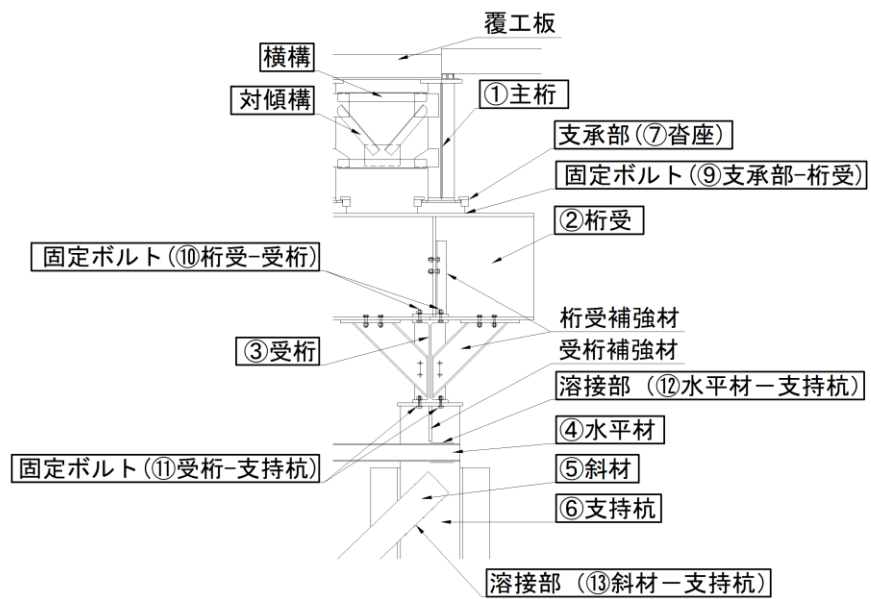 覆工板
横構
対傾構
①主桁
支承部(⑦沓座)
固定ボルト(⑨支承部-桁受)
②桁受
固定ボルト(⑩桁受-受桁)
桁受補強材
③受桁
受桁補強材
溶接部(⑫水平材－支持杭)
④水平材
固定ボルト(⑪受桁-支持杭)
⑤斜材
⑥支持杭
溶接部(⑬斜材－支持杭)